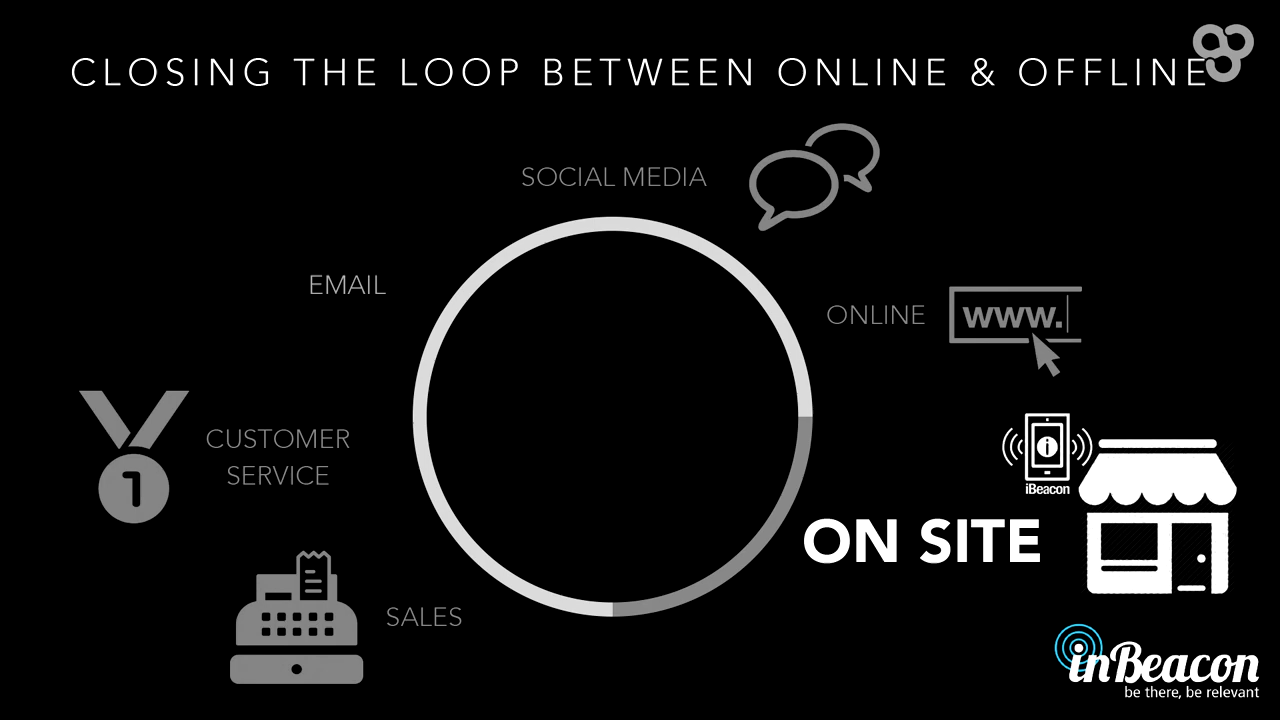 CLOSING THE LOOP BETWEEN ONLINE & OFFLINE
SOCIAL MEDIA
EMAIL
ONLINE
www.
CUSTOMER
SERVICE
1
i
iBeacon
ON SITE
SALES
inBeacon
be there, be relevant